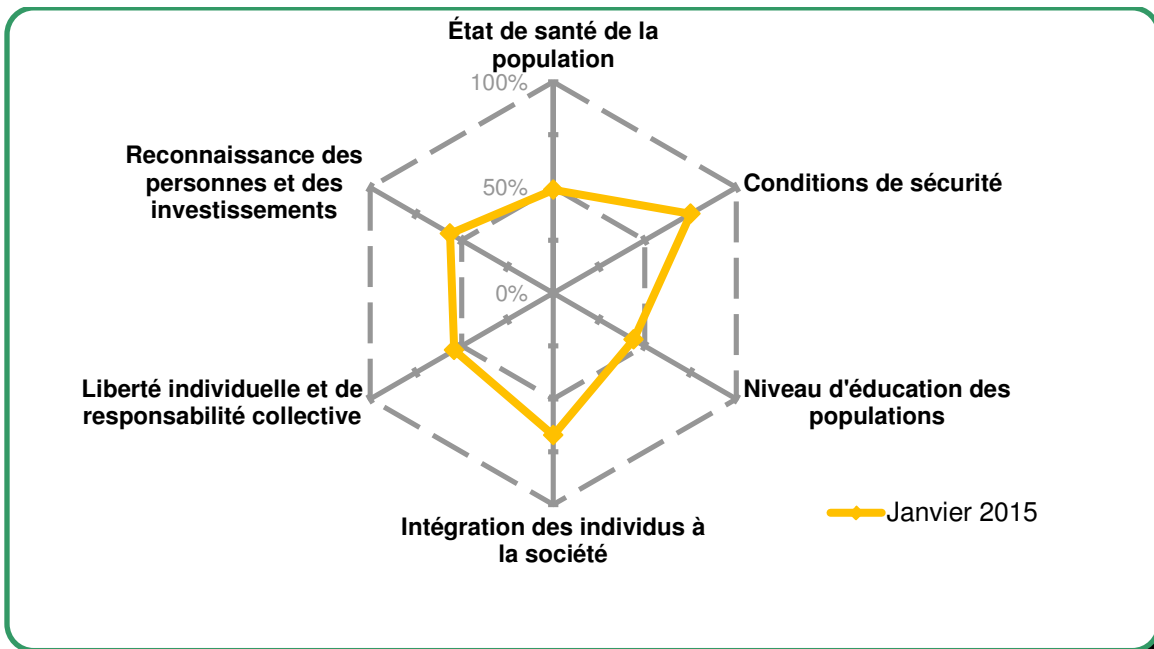 État de santé de la
population
100%
Reconnaissance des
personnes et des
investissements
50%
Conditions de sécurité
0%
Liberté individuelle et de
responsabilité collective
Niveau d'éducation des
populations
Intégration des individus à
la société
Janvier 2015